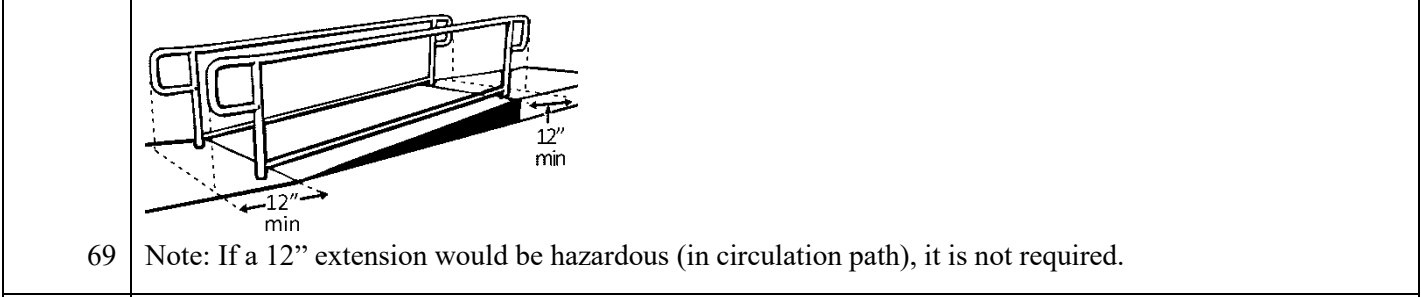 12”
min
12”
min
69 Note: If a 12” extension would be hazardous (in circulation path), it is not required.